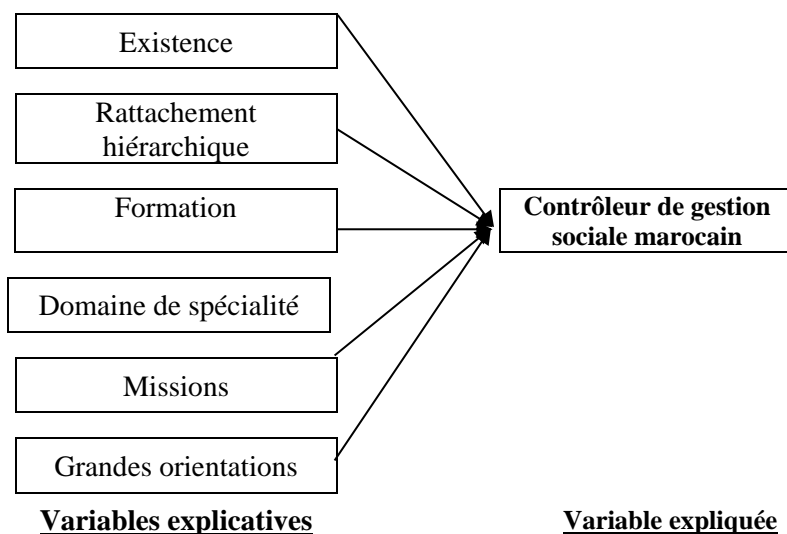 Existence
Rattachement
hiérarchique
Formation
Domaine de spécialité
Missions
Grandes orientations
Variables explicatives
Contrôleur de gestion
sociale marocain
Variable expliquée